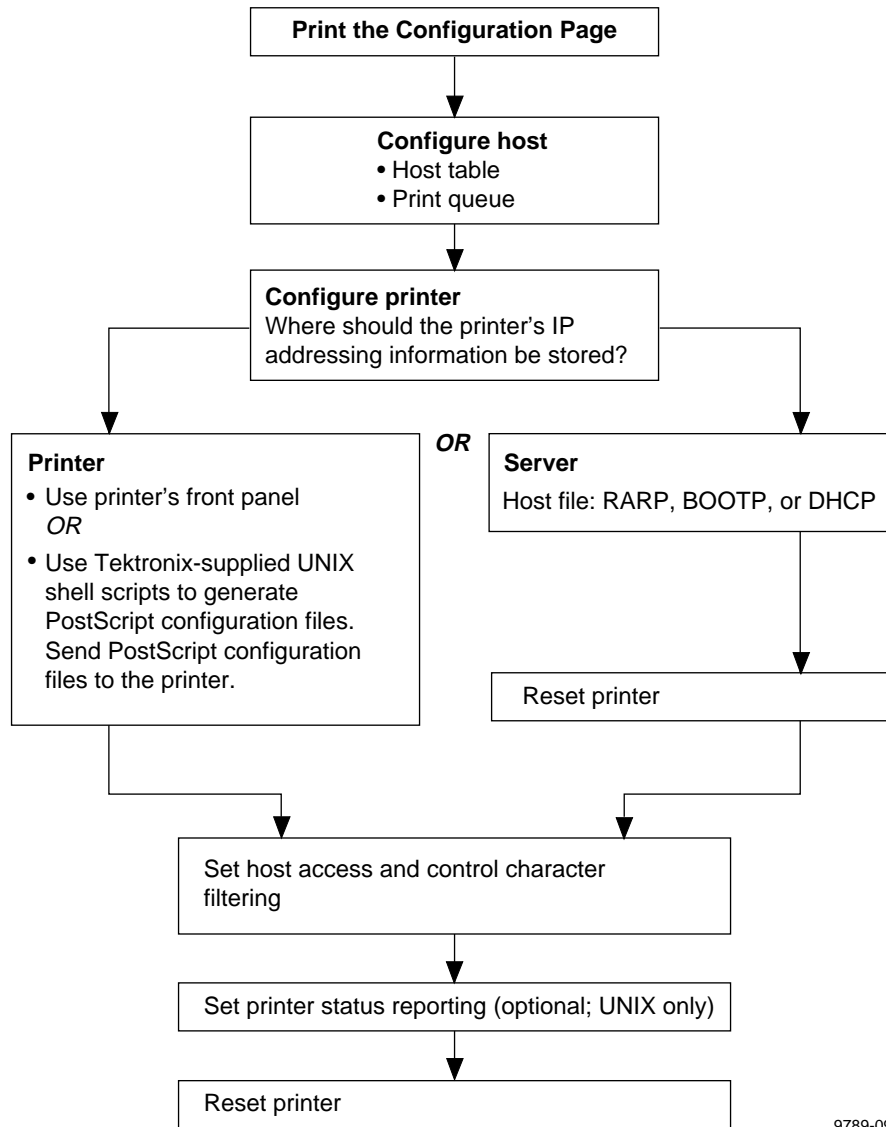 Print the Configuration Page
Configure host
• Host table
• Print queue
Configure printer
Where should the printer's IP
addressing information be stored?
Printer
• Use printer's front panel
OR
• Use Tektronix-supplied UNIX
shell scripts to generate
PostScript configuration files.
Send PostScript configuration
files to the printer.
OR
Server
Host file: RARP, BOOTP, or DHCP
Reset printer
Set host access and control character
filtering
Set printer status reporting (optional; UNIX only)
Reset printer
9789-09